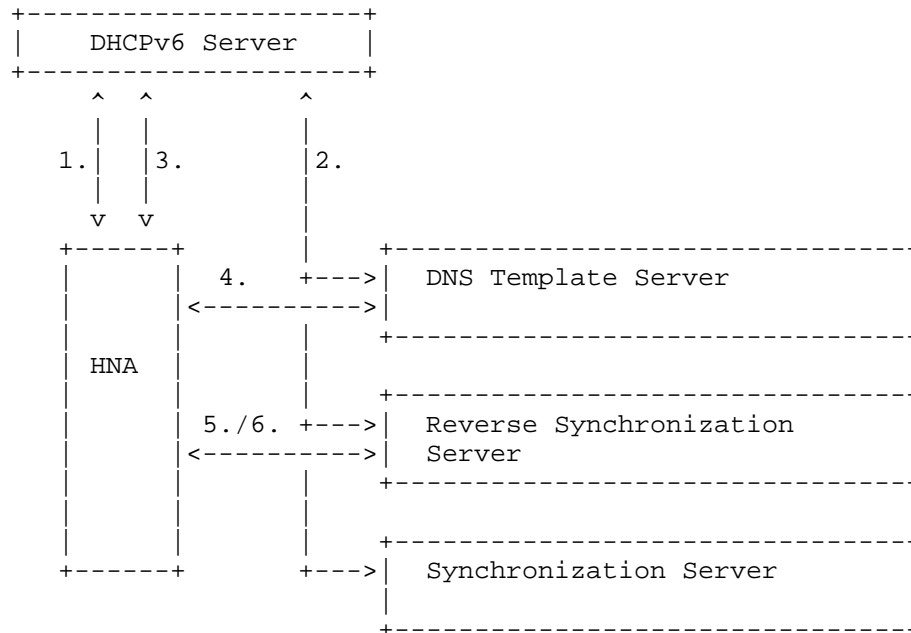 DHCPv6 Server
1. 3. 2.
4. DNS Template Server
HNA
5./6. Reverse Synchronization
Server
Synchronization Server